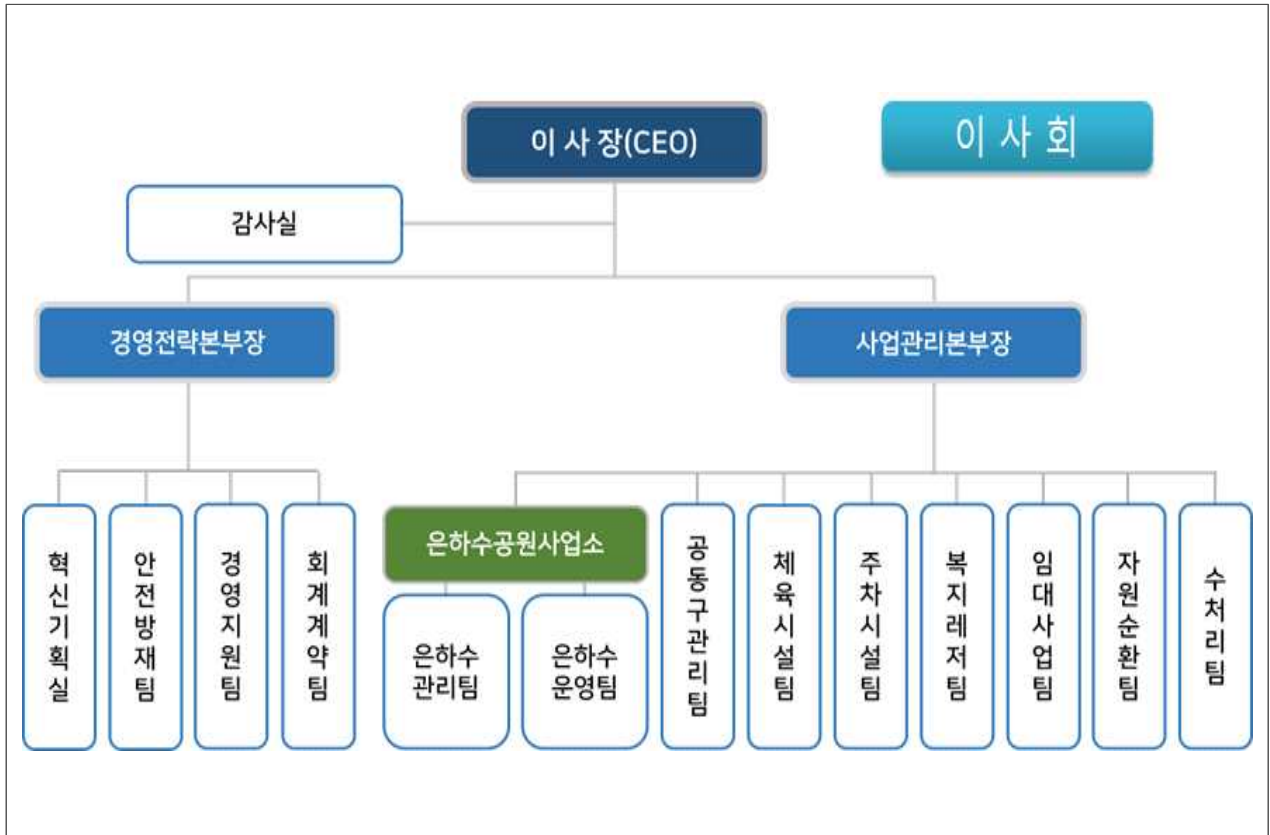 이 사 장(CEO)
이 사 회
감사실
경영전략본부장
사업관리본부장
혁신기획실
안전방재팀
경영지원팀
회계계약팀
은하수공원사업소
은하수
관리팀
은하수
운영팀
공동구관리팀
체육시설팀
주차시설팀
복지레저팀
임대사업팀
자원순환팀
수처리팀